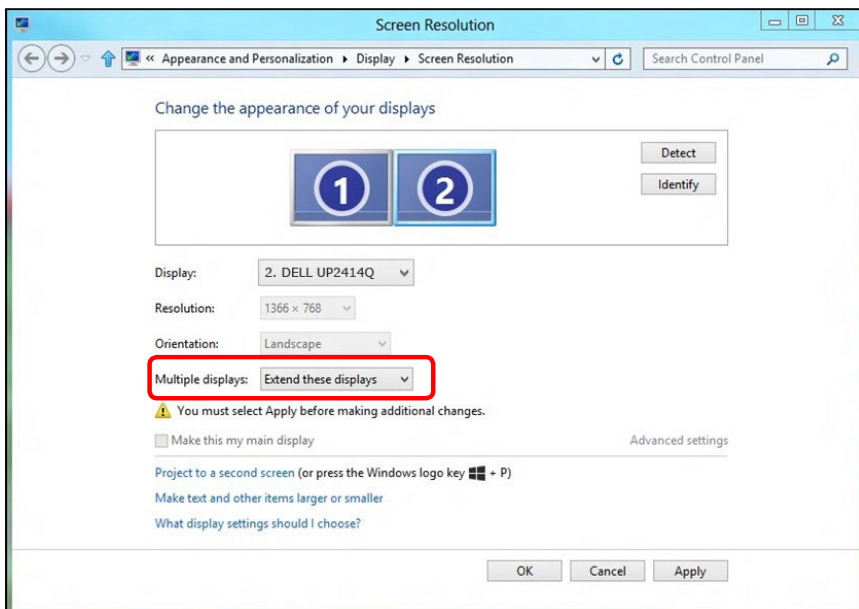 Screen Resolution
« Appearance and Personalization ▸ Display ▸ Screen Resolution
Search Control Panel
Change the appearance of your displays
1 2
Detect
Identify
Display: 2. DELL UP2414Q
Resolution: 1366 × 768
Orientation: Landscape
Multiple displays: Extend these displays
You must select Apply before making additional changes.
Make this my main display Advanced settings
Project to a second screen (or press the Windows logo key + P)
Make text and other items larger or smaller
What display settings should I choose?
OK Cancel Apply